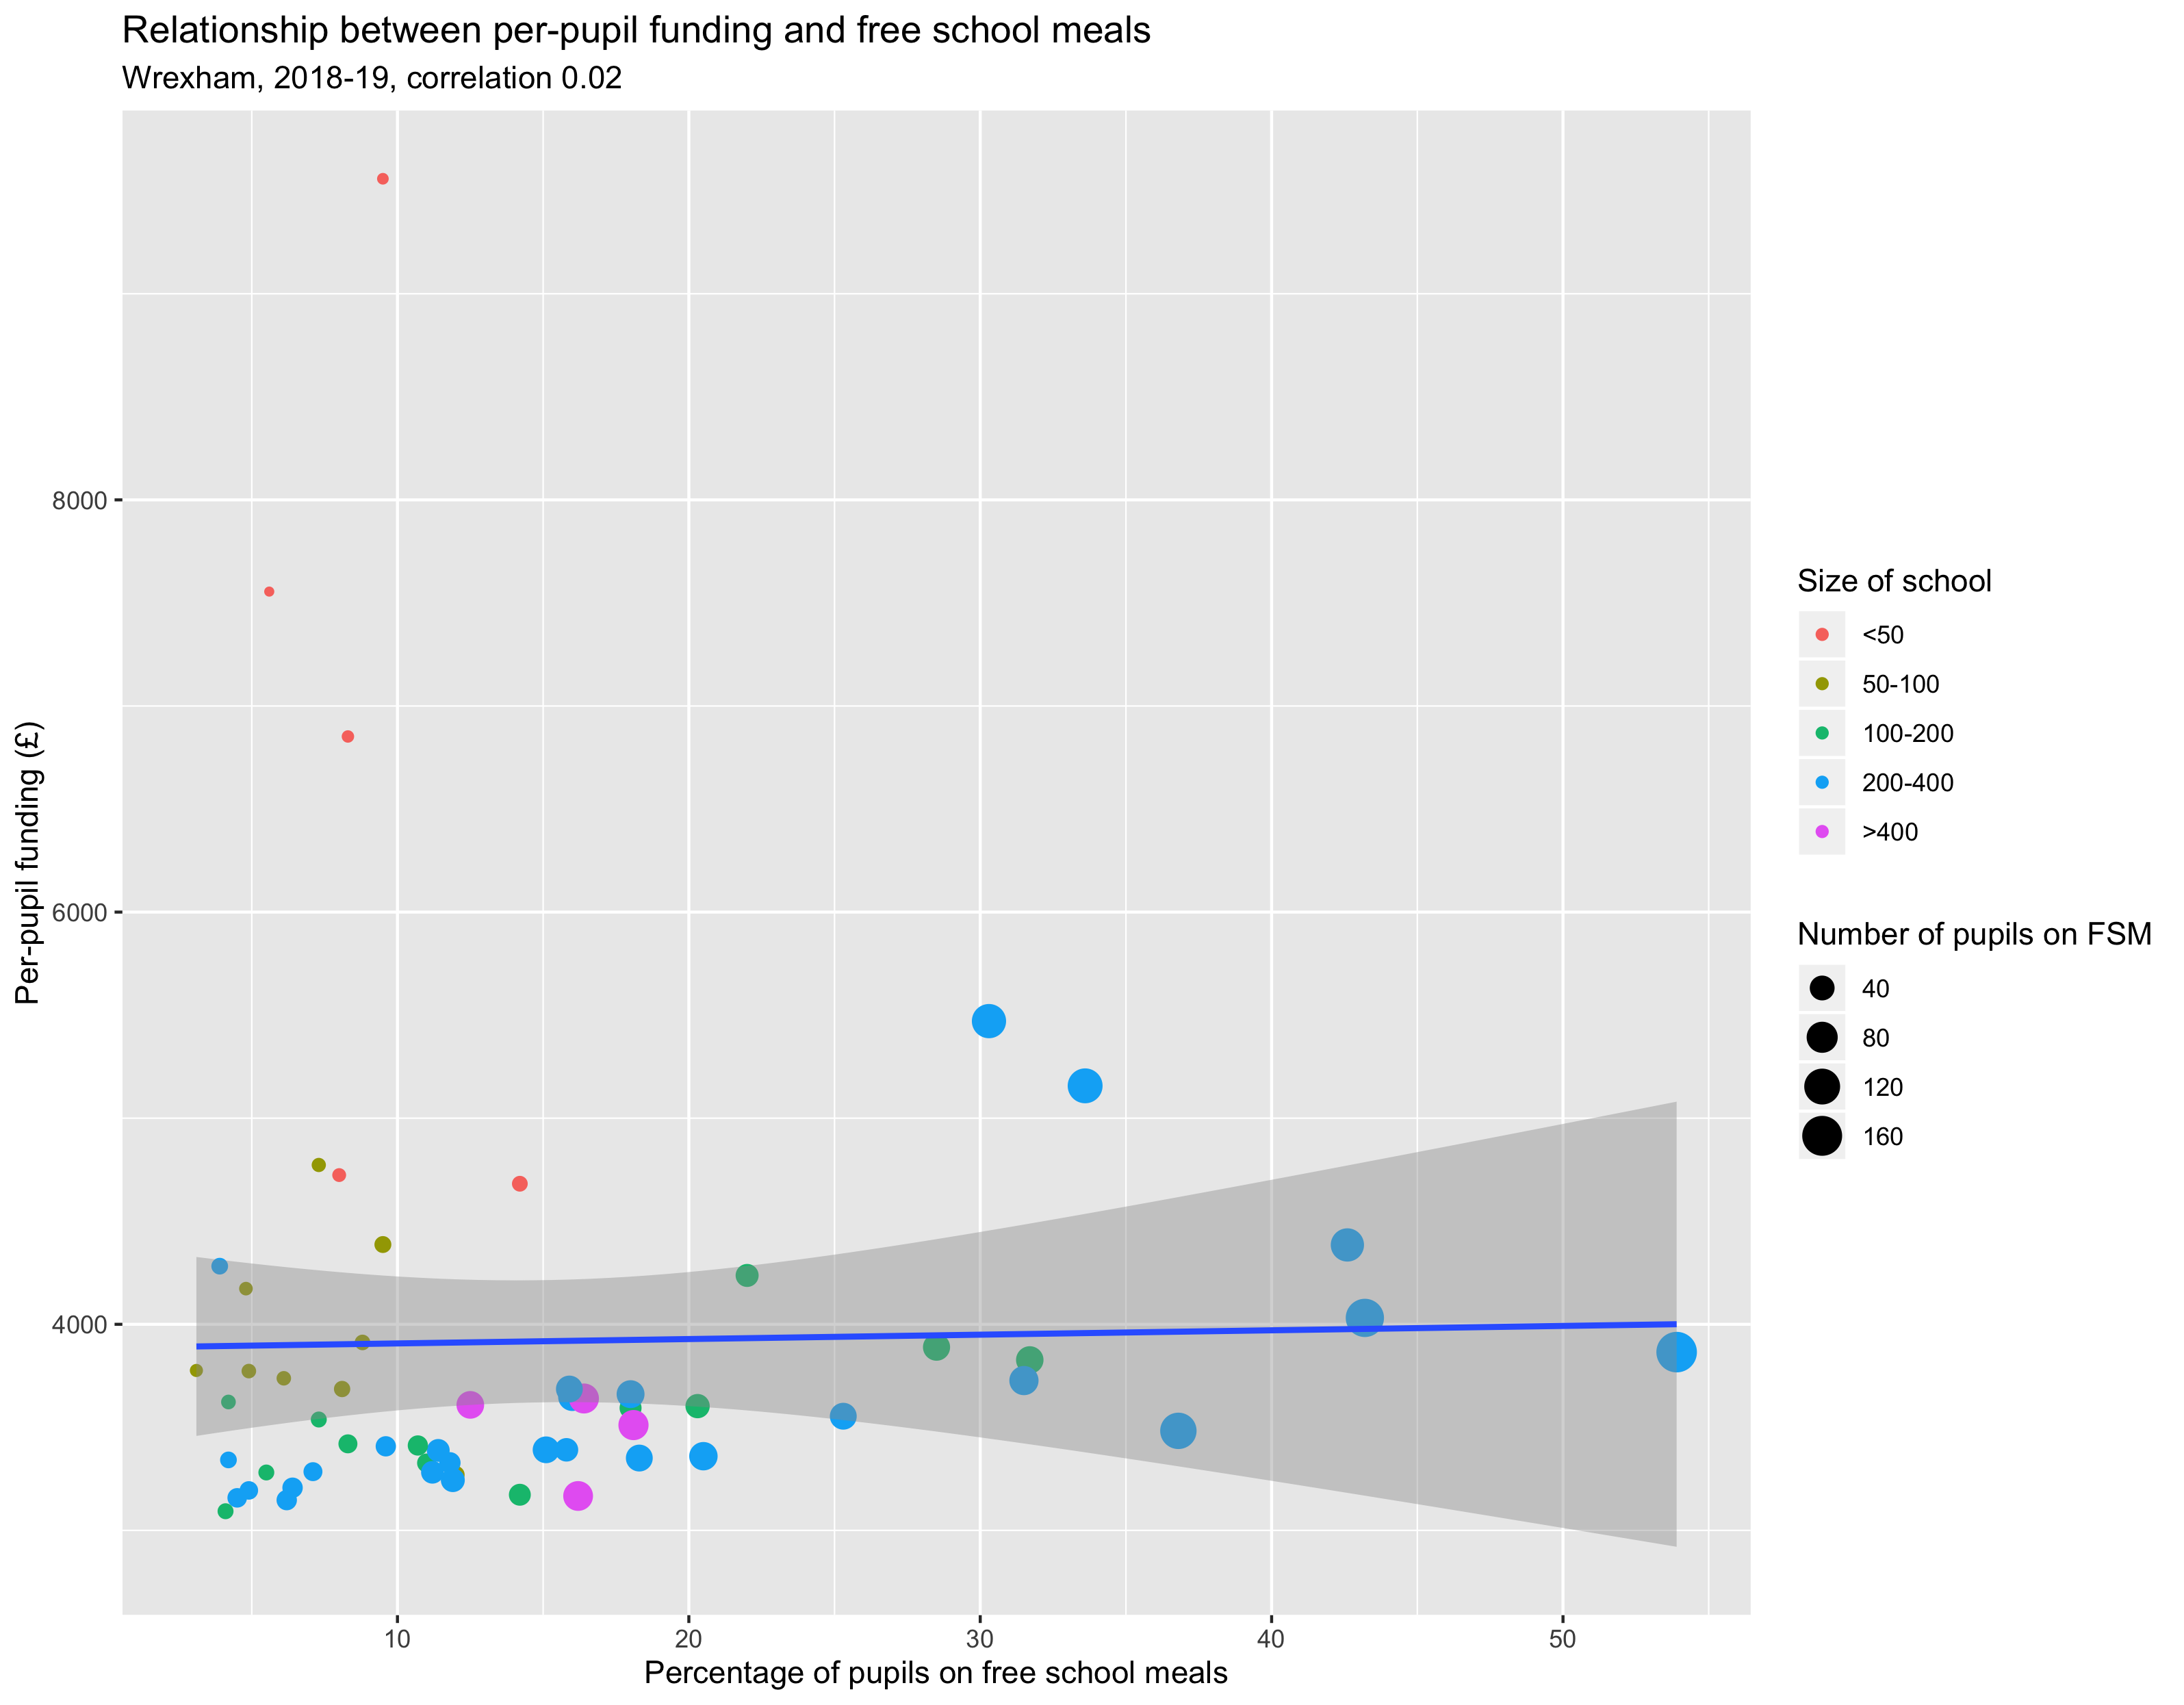 Relationship between per-pupil funding and free school meals
Wrexham, 2018-19, correlation 0.02
Per-pupil funding (£)
8000
6000
4000
10
20
30
40
50
Percentage of pupils on free school meals
Size of school
<50
50-100
100-200
200-400
>400
Number of pupils on FSM
40
80
120
160